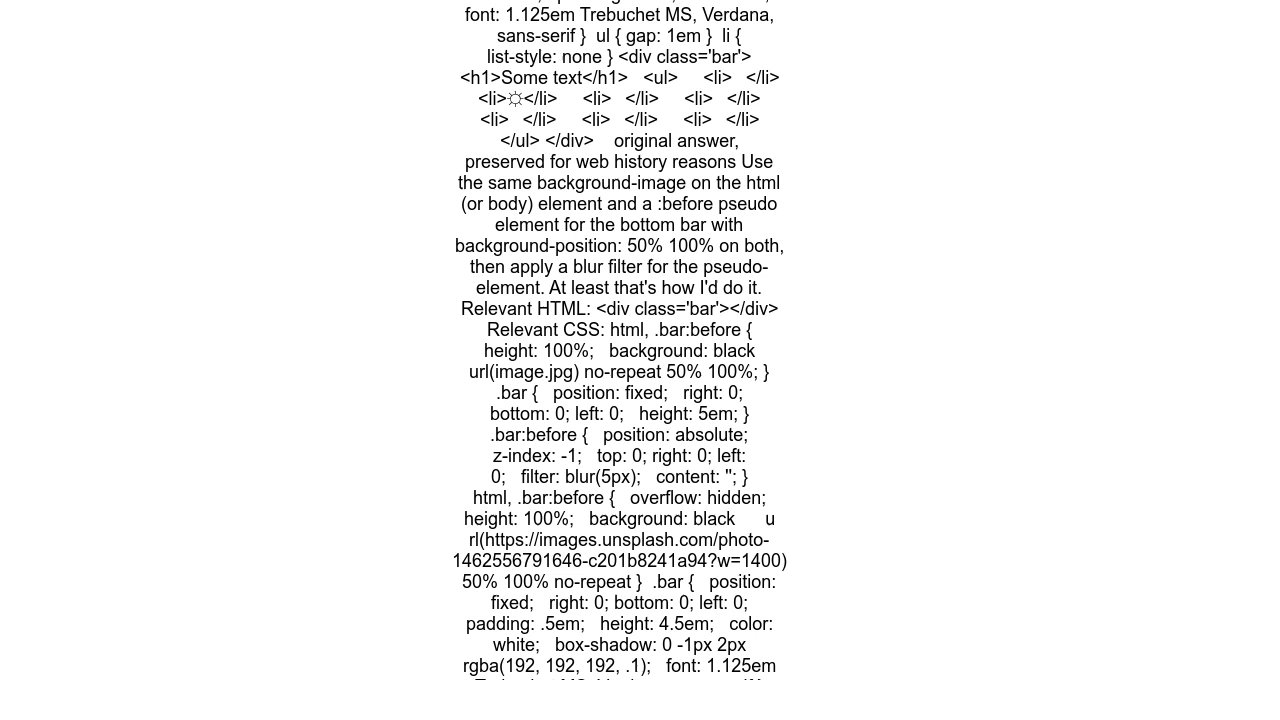 font: 1.125em Trebuchet MS, Verdana,
sans-serif }  ul { gap: 1em }  li {
list-style: none } <div class='bar'>
<h1>Some text</h1>   <ul>      <li>   </li>
<li>☼</li>      <li>   </li>      <li>   </li>
<li>   </li>      <li>   </li>      <li>   </li>
</ul> </div>    original answer,
preserved for web history reasons Use
the same background-image on the html
(or body) element and a :before pseudo
element for the bottom bar with
background-position: 50% 100% on both,
then apply a blur filter for the pseudo-
element. At least that's how I'd do it.
Relevant HTML: <div class='bar'></div>
Relevant CSS: html, .bar:before {
height: 100%;   background: black
url(image.jpg) no-repeat 50% 100%; }
.bar {   position: fixed;   right: 0;
bottom: 0; left: 0;   height: 5em; }
.bar:before {   position: absolute;
z-index: -1;   top: 0; right: 0; left:
0;   filter: blur(5px);   content: ''; }
html, .bar:before {   overflow: hidden;
height: 100%;   background: black      u
rl(https://images.unsplash.com/photo-
1462556791646-c201b8241a94?w=1400)
50% 100% no-repeat }  .bar {   position:
fixed;   right: 0; bottom: 0; left: 0;
padding: .5em;   height: 4.5em;   color:
white;   box-shadow: 0 -1px 2px
rgba(192, 192, 192, .1);   font: 1.125em